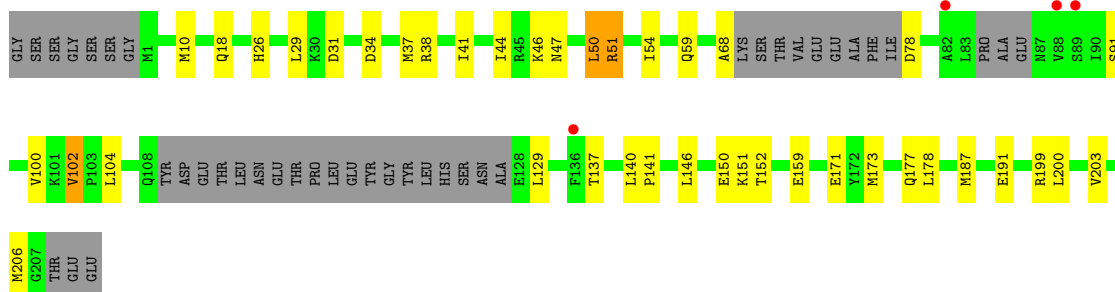 GLY SER SER GLY SER SER GLY M1 M10 Q18 H26 L29 K30 D31 D34 M37 R38 I41 I44 R45 K46 N47 L50 R51 I54 Q59 A68 LYS SER THR VAL GLU GLU ALA PHE ILE D78 A82 L83 PRO ALA GLU N87 V88 S89 I90 S91
V100 K101 V102 P103 L104 Q108 TYR ASP GLU THR LEU ASN GLU THR PRO LEU GLU TYR GLY TYR LEU HIS SER ASN ALA E128 L129 F136 T137 L140 P141 L146 E150 K151 T152 E159 E171 Y172 M173 Q177 L178 M187 E191 R199 L200 V203
M206 G207 THR GLU GLU